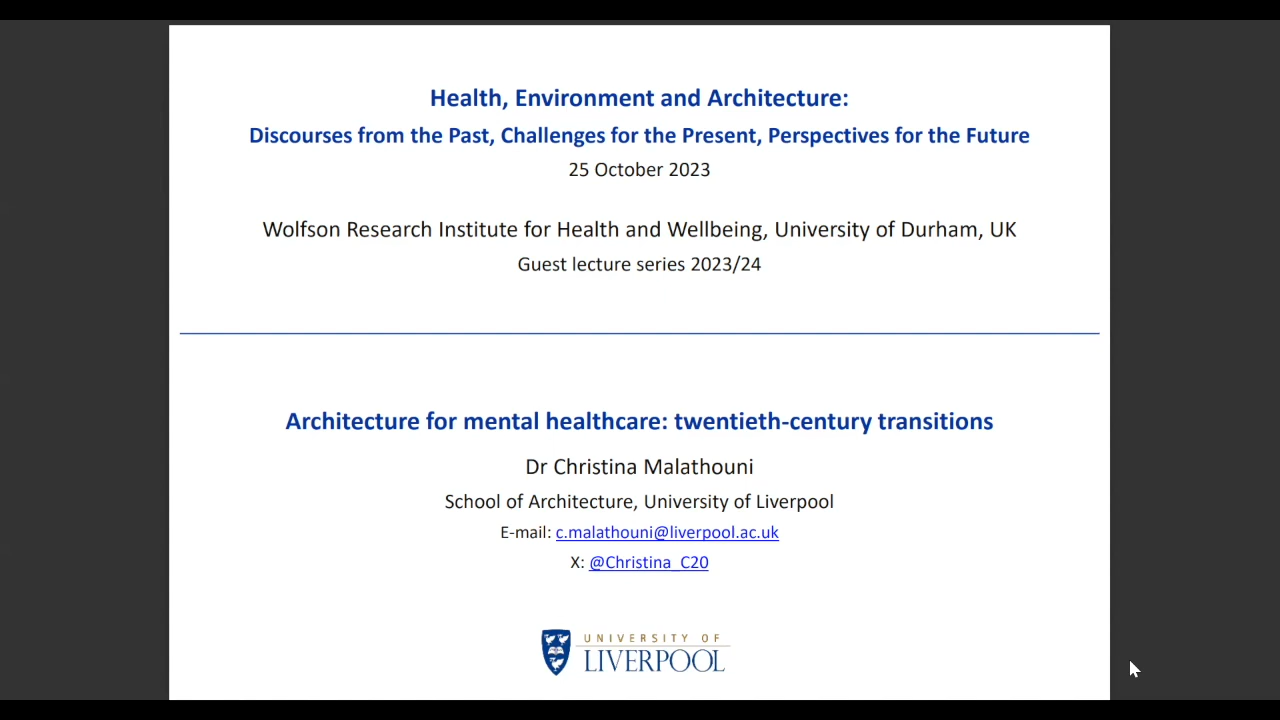 Health, Environment and Architecture:
Discourses from the Past, Challenges for the Present, Perspectives for the Future
25 October 2023
Wolfson Research Institute for Health and Wellbeing, University of Durham, UK
Guest lecture series 2023/24
Architecture for mental healthcare: twentieth-century transitions
Dr Christina Malathouni
School of Architecture, University of Liverpool
E-mail: c.malathouni@liverpool.ac.uk
X: @Christina_C20
UNIVERSITY OF
LIVERPOOL